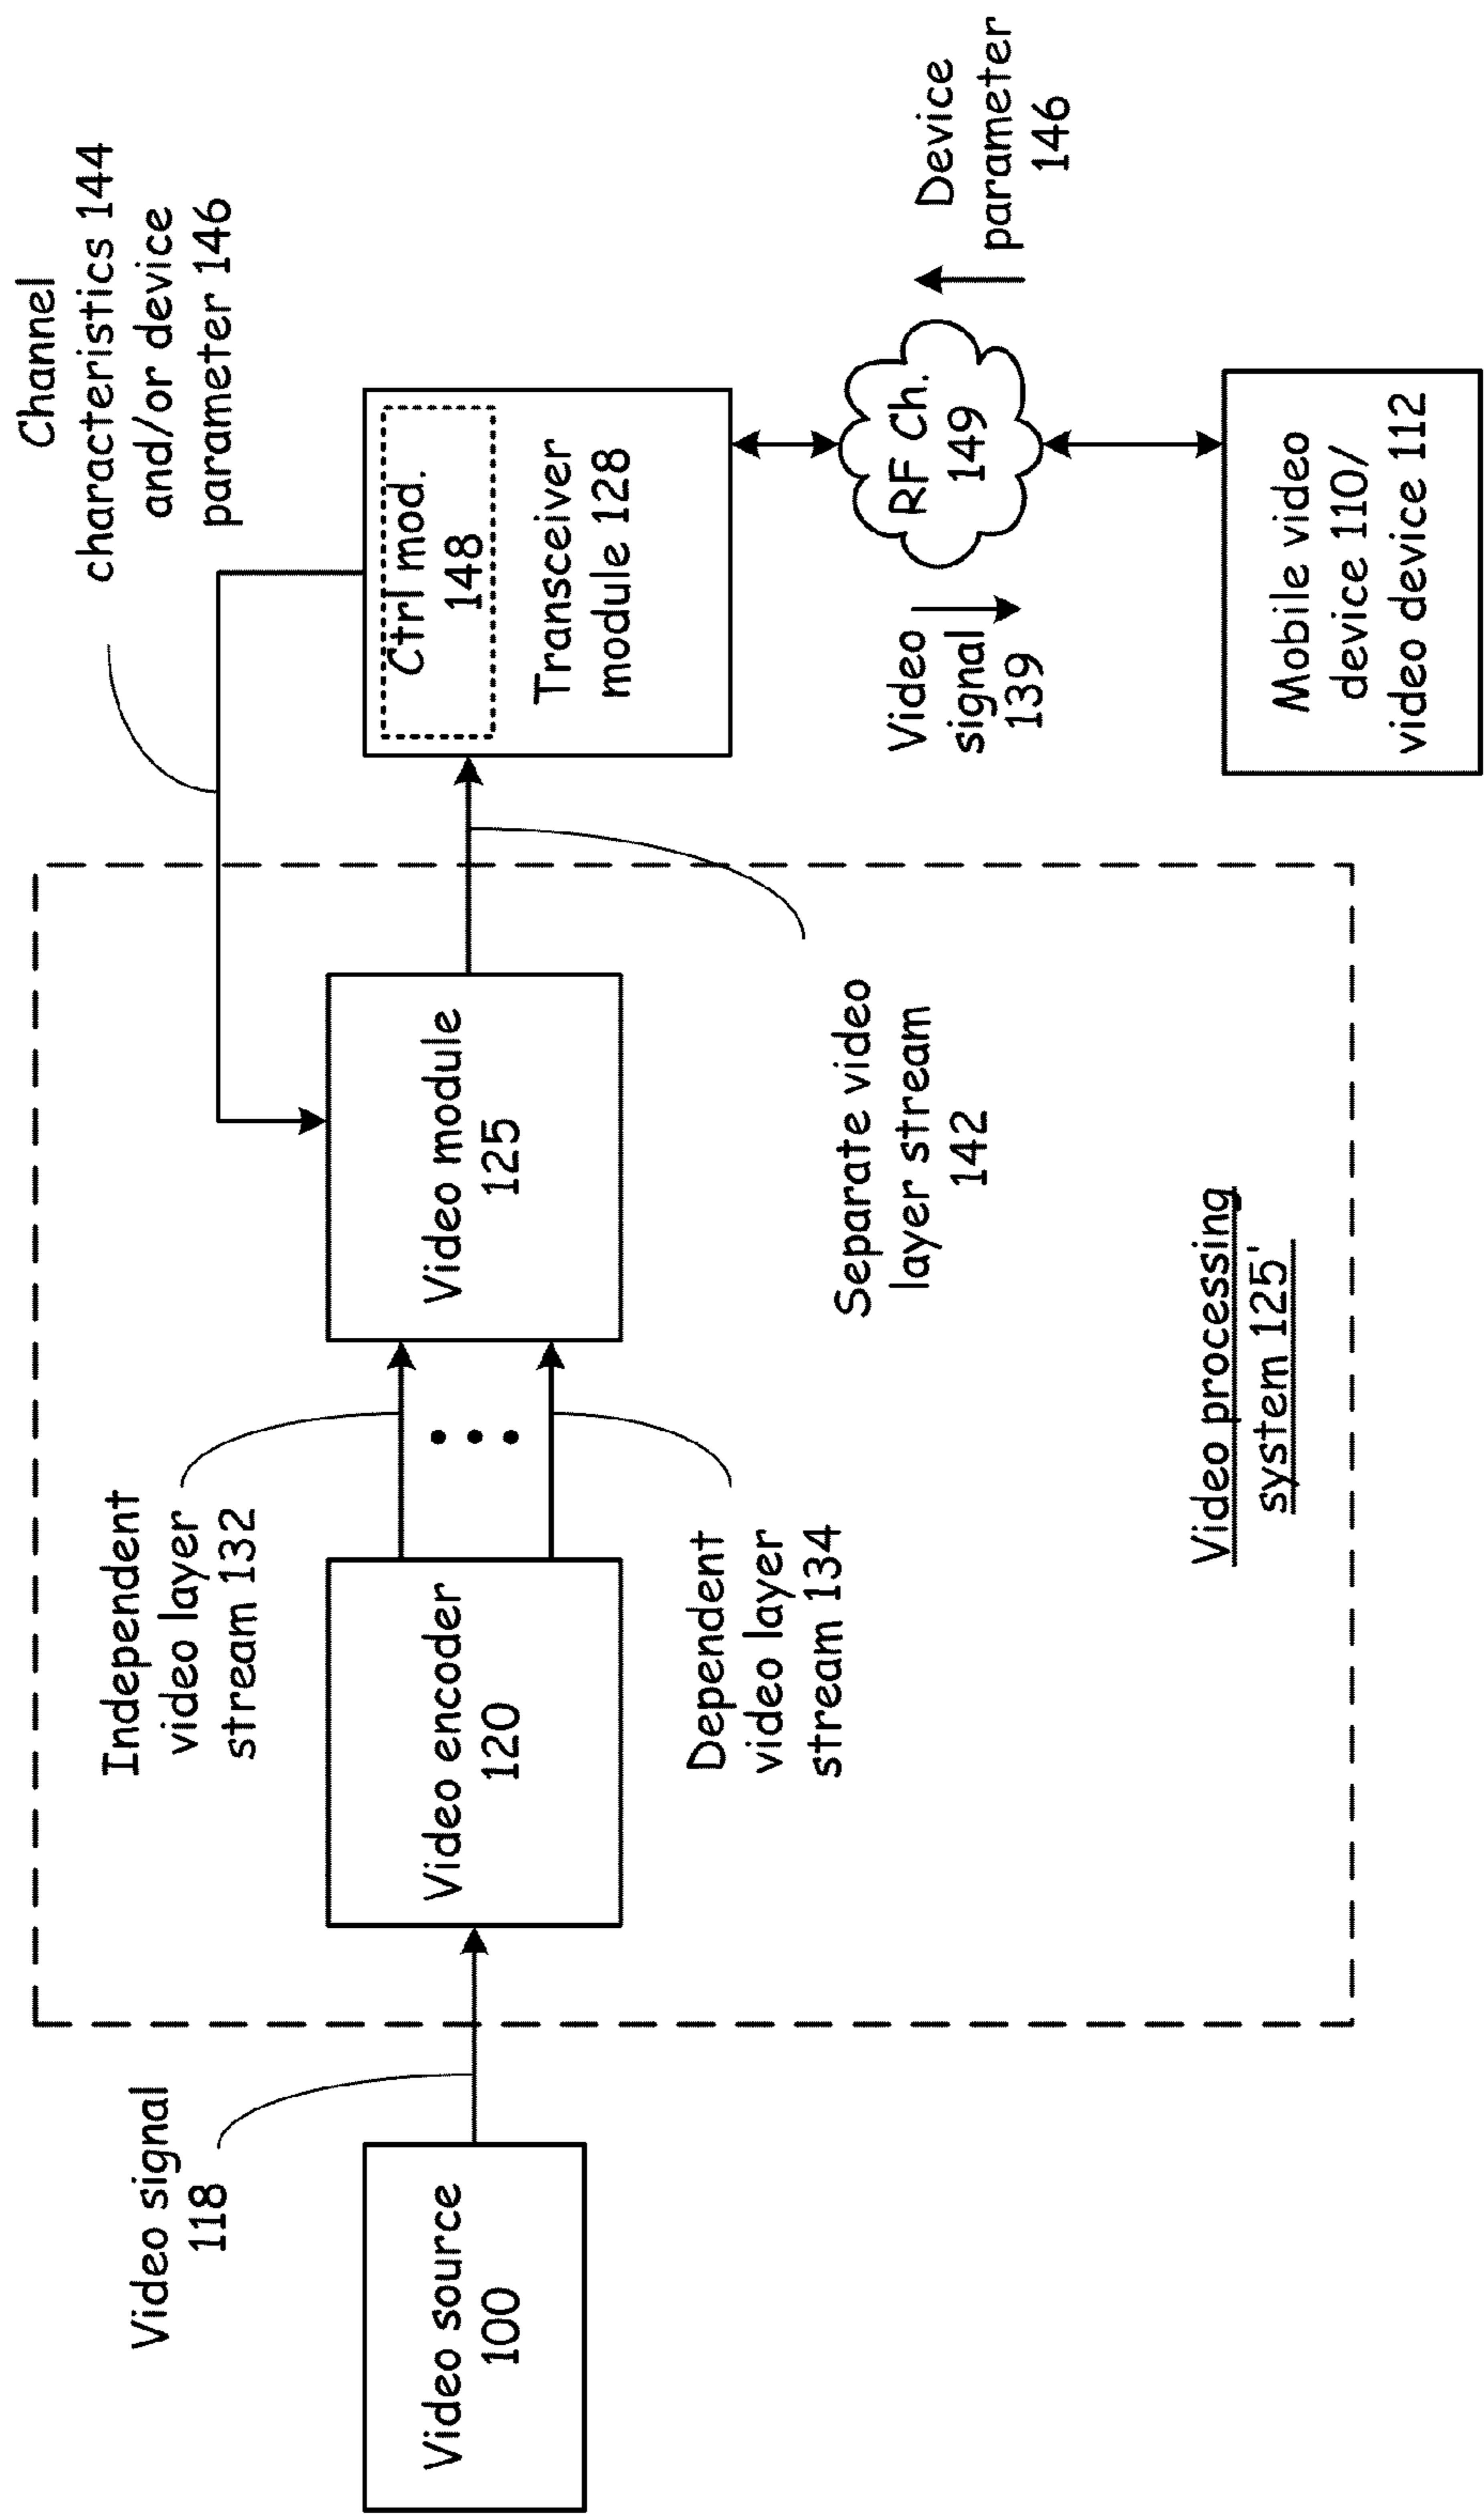 Channel
characteristics 144
and/or device
parameter 146
Independent
video layer
stream 132
Video signal
118
Video source
100
Video encoder
120
Video module
125
Ctrl mod.
148
Transceiver
module 128
Dependent
video layer
stream 134
Separate video
layer stream
142
Video
signal
139
RF Ch.
149
Device
parameter
146
Video processing
system 125'
Mobile video
device 110/
video device 112